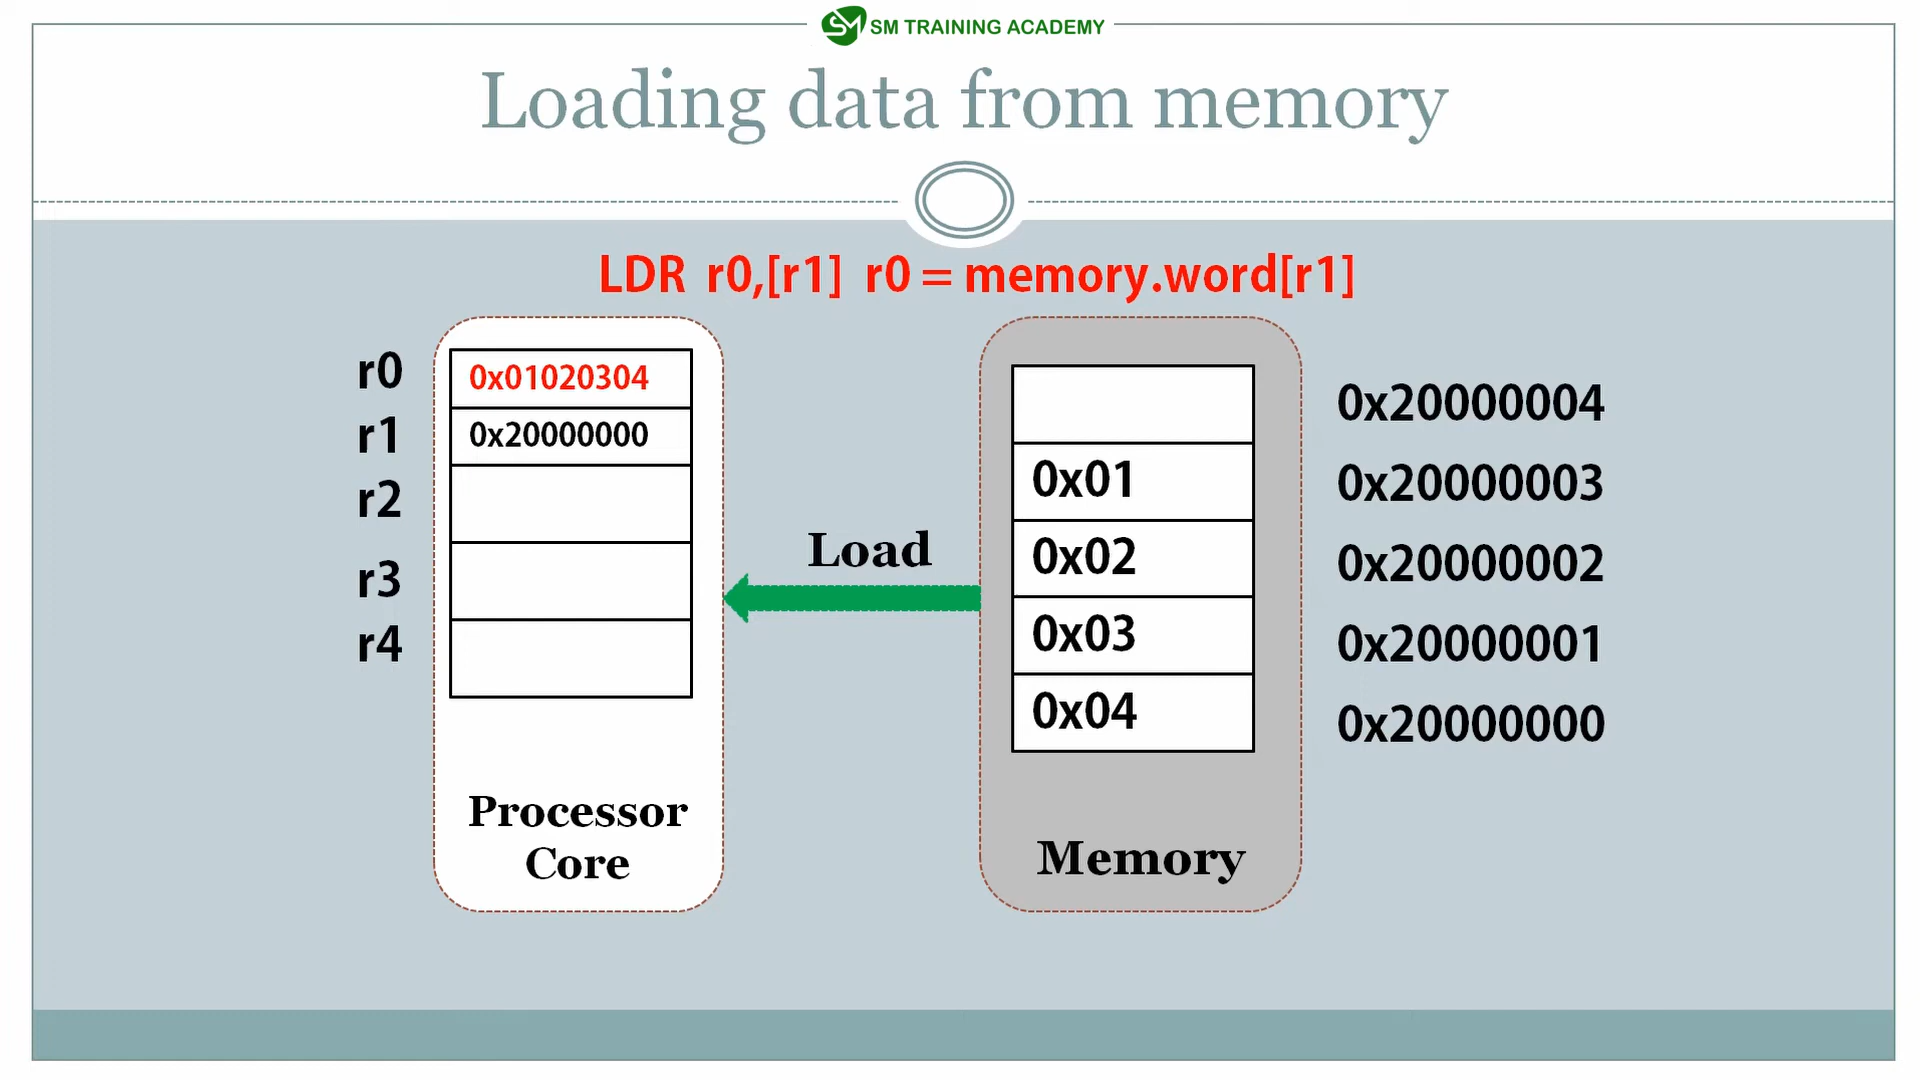 SM TRAINING ACADEMY
Loading data from memory
LDR r0,[r1] r0 = memory.word[r1]
r0
0x01020304
r1
0x20000000
r2
r3
r4
Processor
Core
Load
0x20000004
0x01
0x20000003
0x02
0x20000002
0x03
0x20000001
0x04
0x20000000
Memory